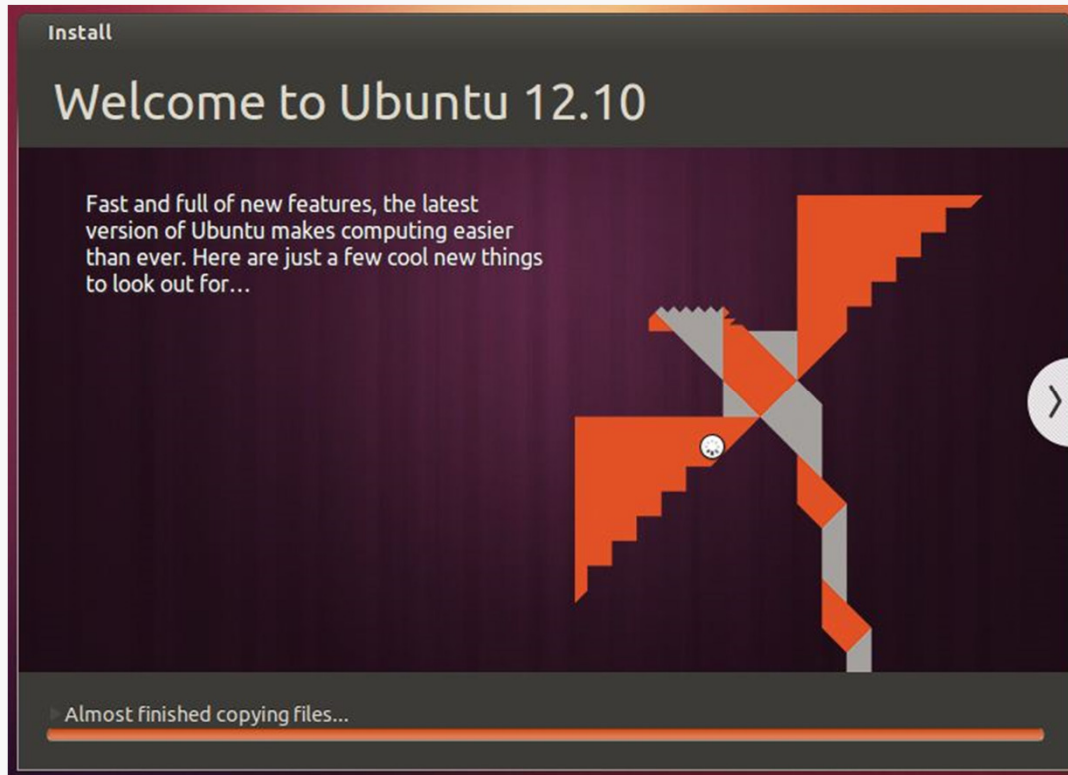 Install
Welcome to Ubuntu 12.10
Fast and full of new features, the latest
version of Ubuntu makes computing easier
than ever. Here are just a few cool new things
to look out for…
Almost finished copying files...